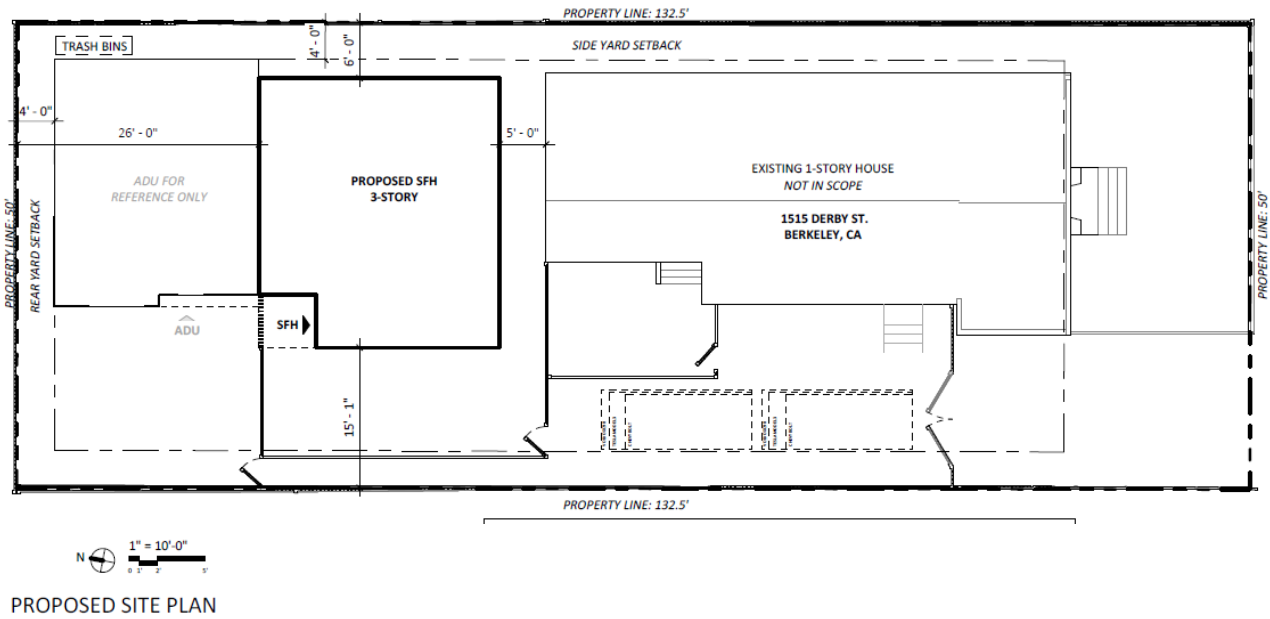 PROPERTY LINE: 132.5'
TRASH BINS
SIDE YARD SETBACK
4' - 0"
6' - 0"
4' - 0"
26' - 0"
5' - 0"
ADU FOR
REFERENCE ONLY
PROPOSED SFH
3-STORY
EXISTING 1-STORY HOUSE
NOT IN SCOPE
1515 DERBY ST.
BERKELEY, CA
PROPERTY LINE: 50'
REAR YARD SETBACK
PROPERTY LINE: 50'
ADU
SFH
15' - 1"
PROPERTY LINE: 132.5'
N
1" = 10'-0"
0 1' 2' 5'
PROPOSED SITE PLAN